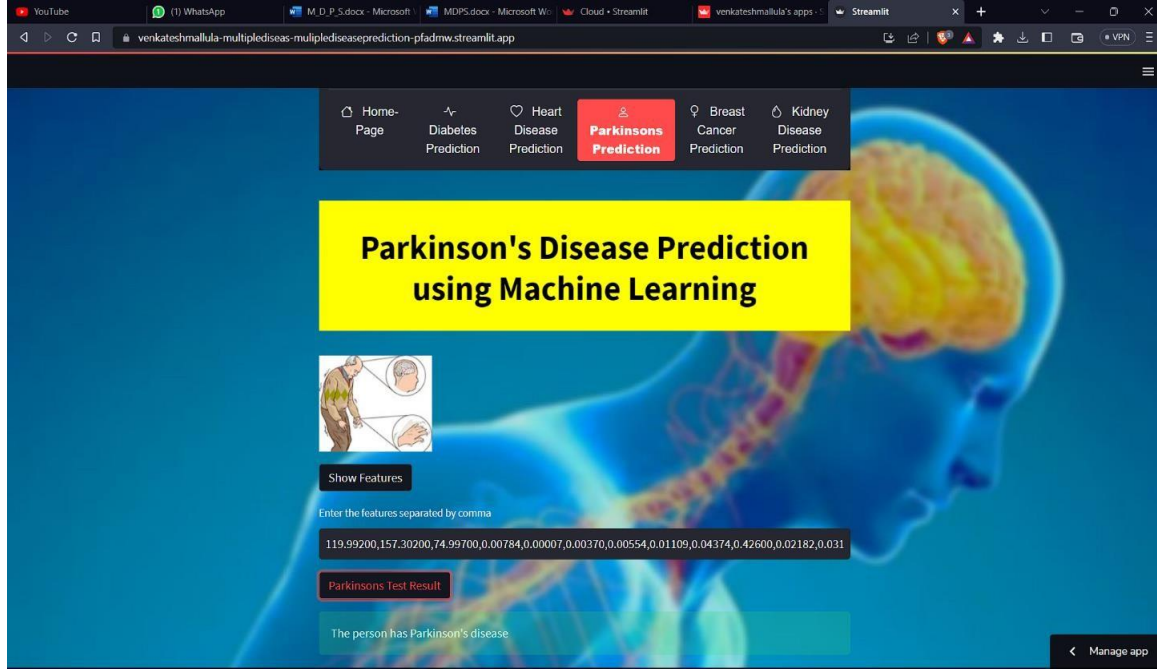 YouTube
(1) WhatsApp
M_D_P_S.docx - Microsoft
MDPS.docx - Microsoft Wo
Cloud • Streamlit
venkateshmallula's apps - S
Streamlit
venkateshmallula-multiplediseas-muliplediseaseprediction-pfadmw.streamlit.app
VPN
Home-
Page
Diabetes
Prediction
Heart
Disease
Prediction
Parkinsons
Prediction
Breast
Cancer
Prediction
Kidney
Disease
Prediction
Parkinson's Disease Prediction
using Machine Learning
Show Features
Enter the features separated by comma
119.99200,157.30200,74.99700,0.00784,0.00007,0.00370,0.00554,0.01109,0.04374,0.42600,0.02182,0.031
Parkinsons Test Result
The person has Parkinson's disease
Manage app